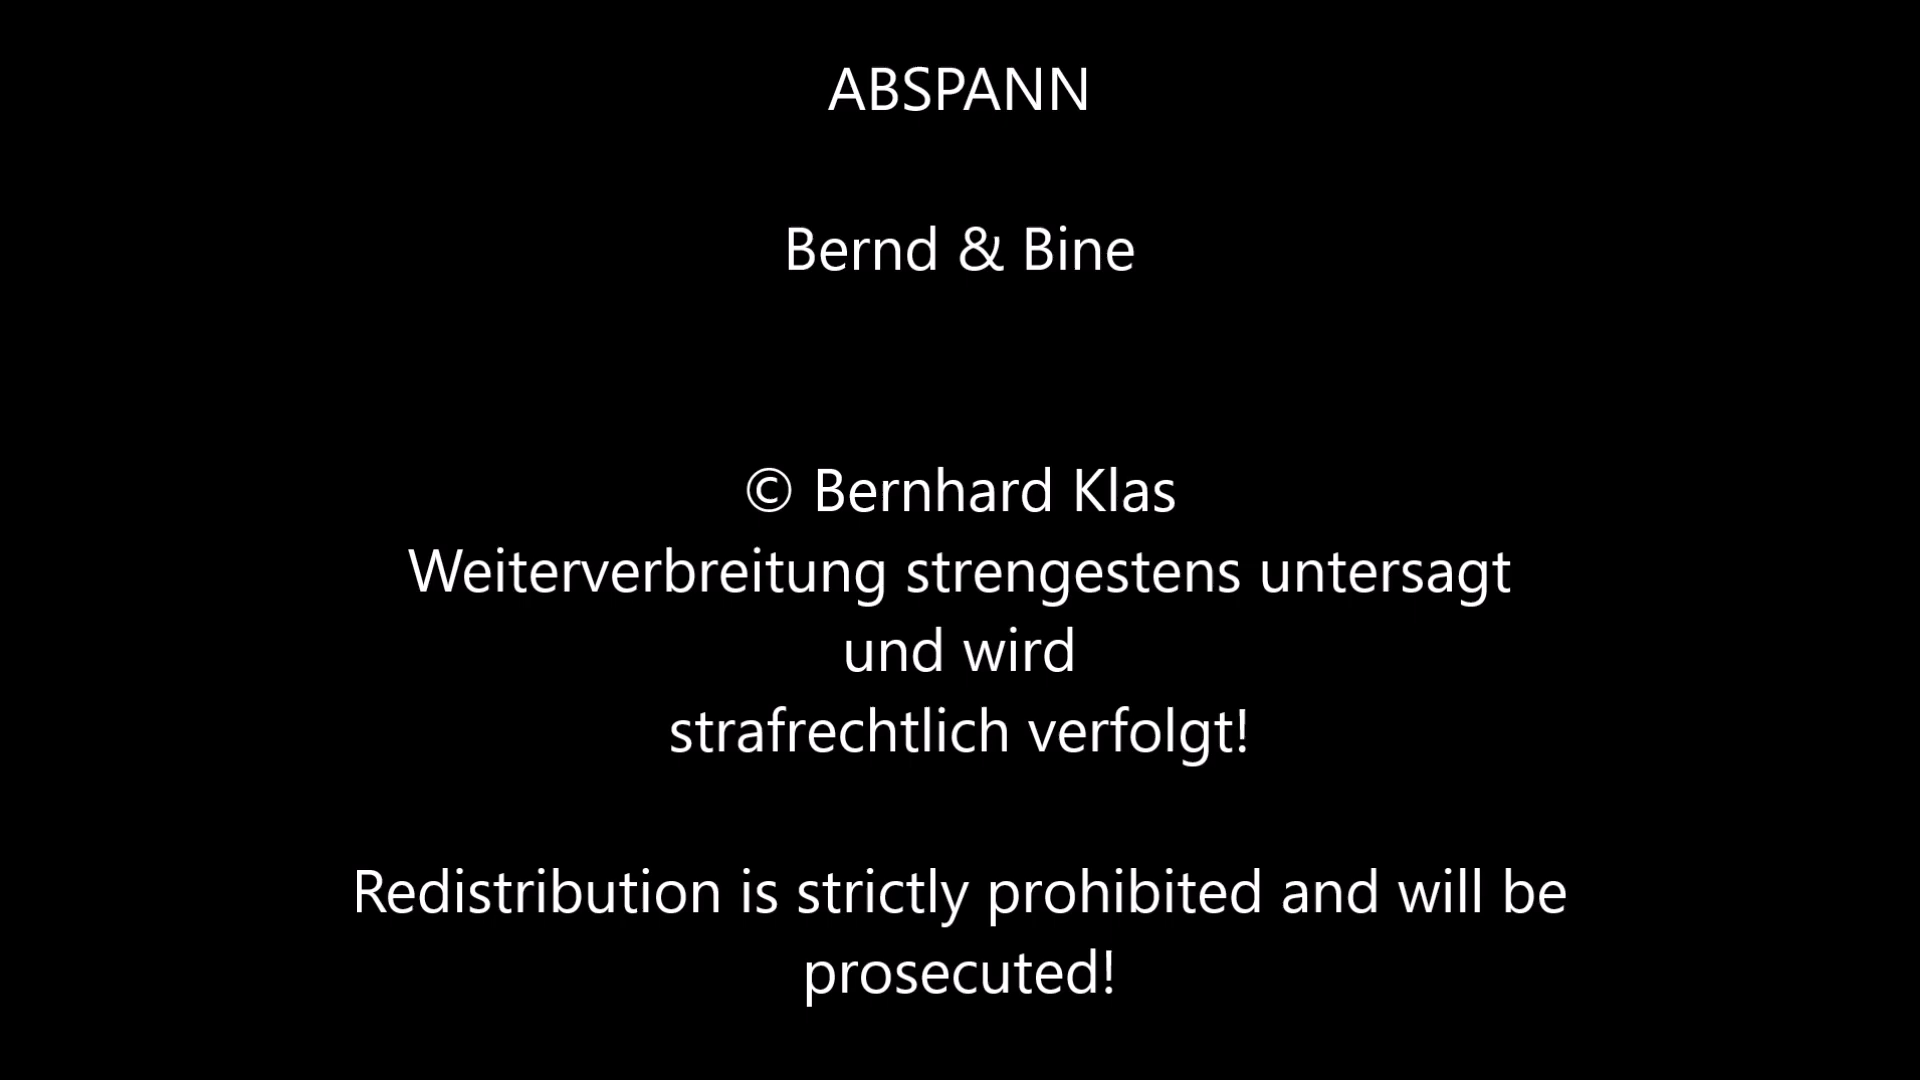 ABSPANN
Bernd & Bine
© Bernhard Klas
Weiterverbreitung strengestens untersagt
und wird
strafrechtlich verfolgt!
Redistribution is strictly prohibited and will be
prosecuted!